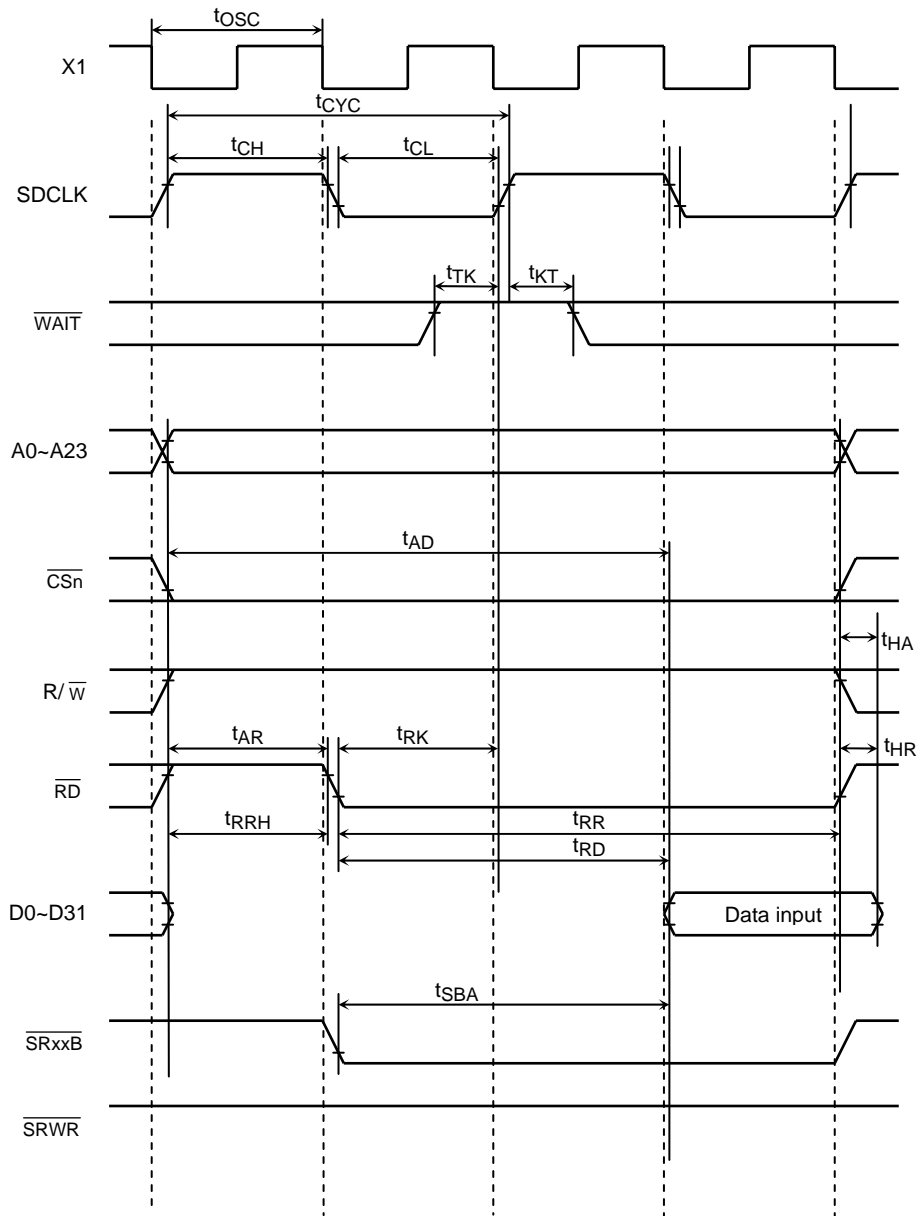 tOSC
X1
tCYC
tCH
tCL
SDCLK
tTK
tKT
WAIT
A0~A23
tAD
CSn
tHA
R/ W
tAR
tRK
tHR
RD
tRRH
tRR
tRD
D0~D31
Data input
tSBA
SRxxB
SRWR